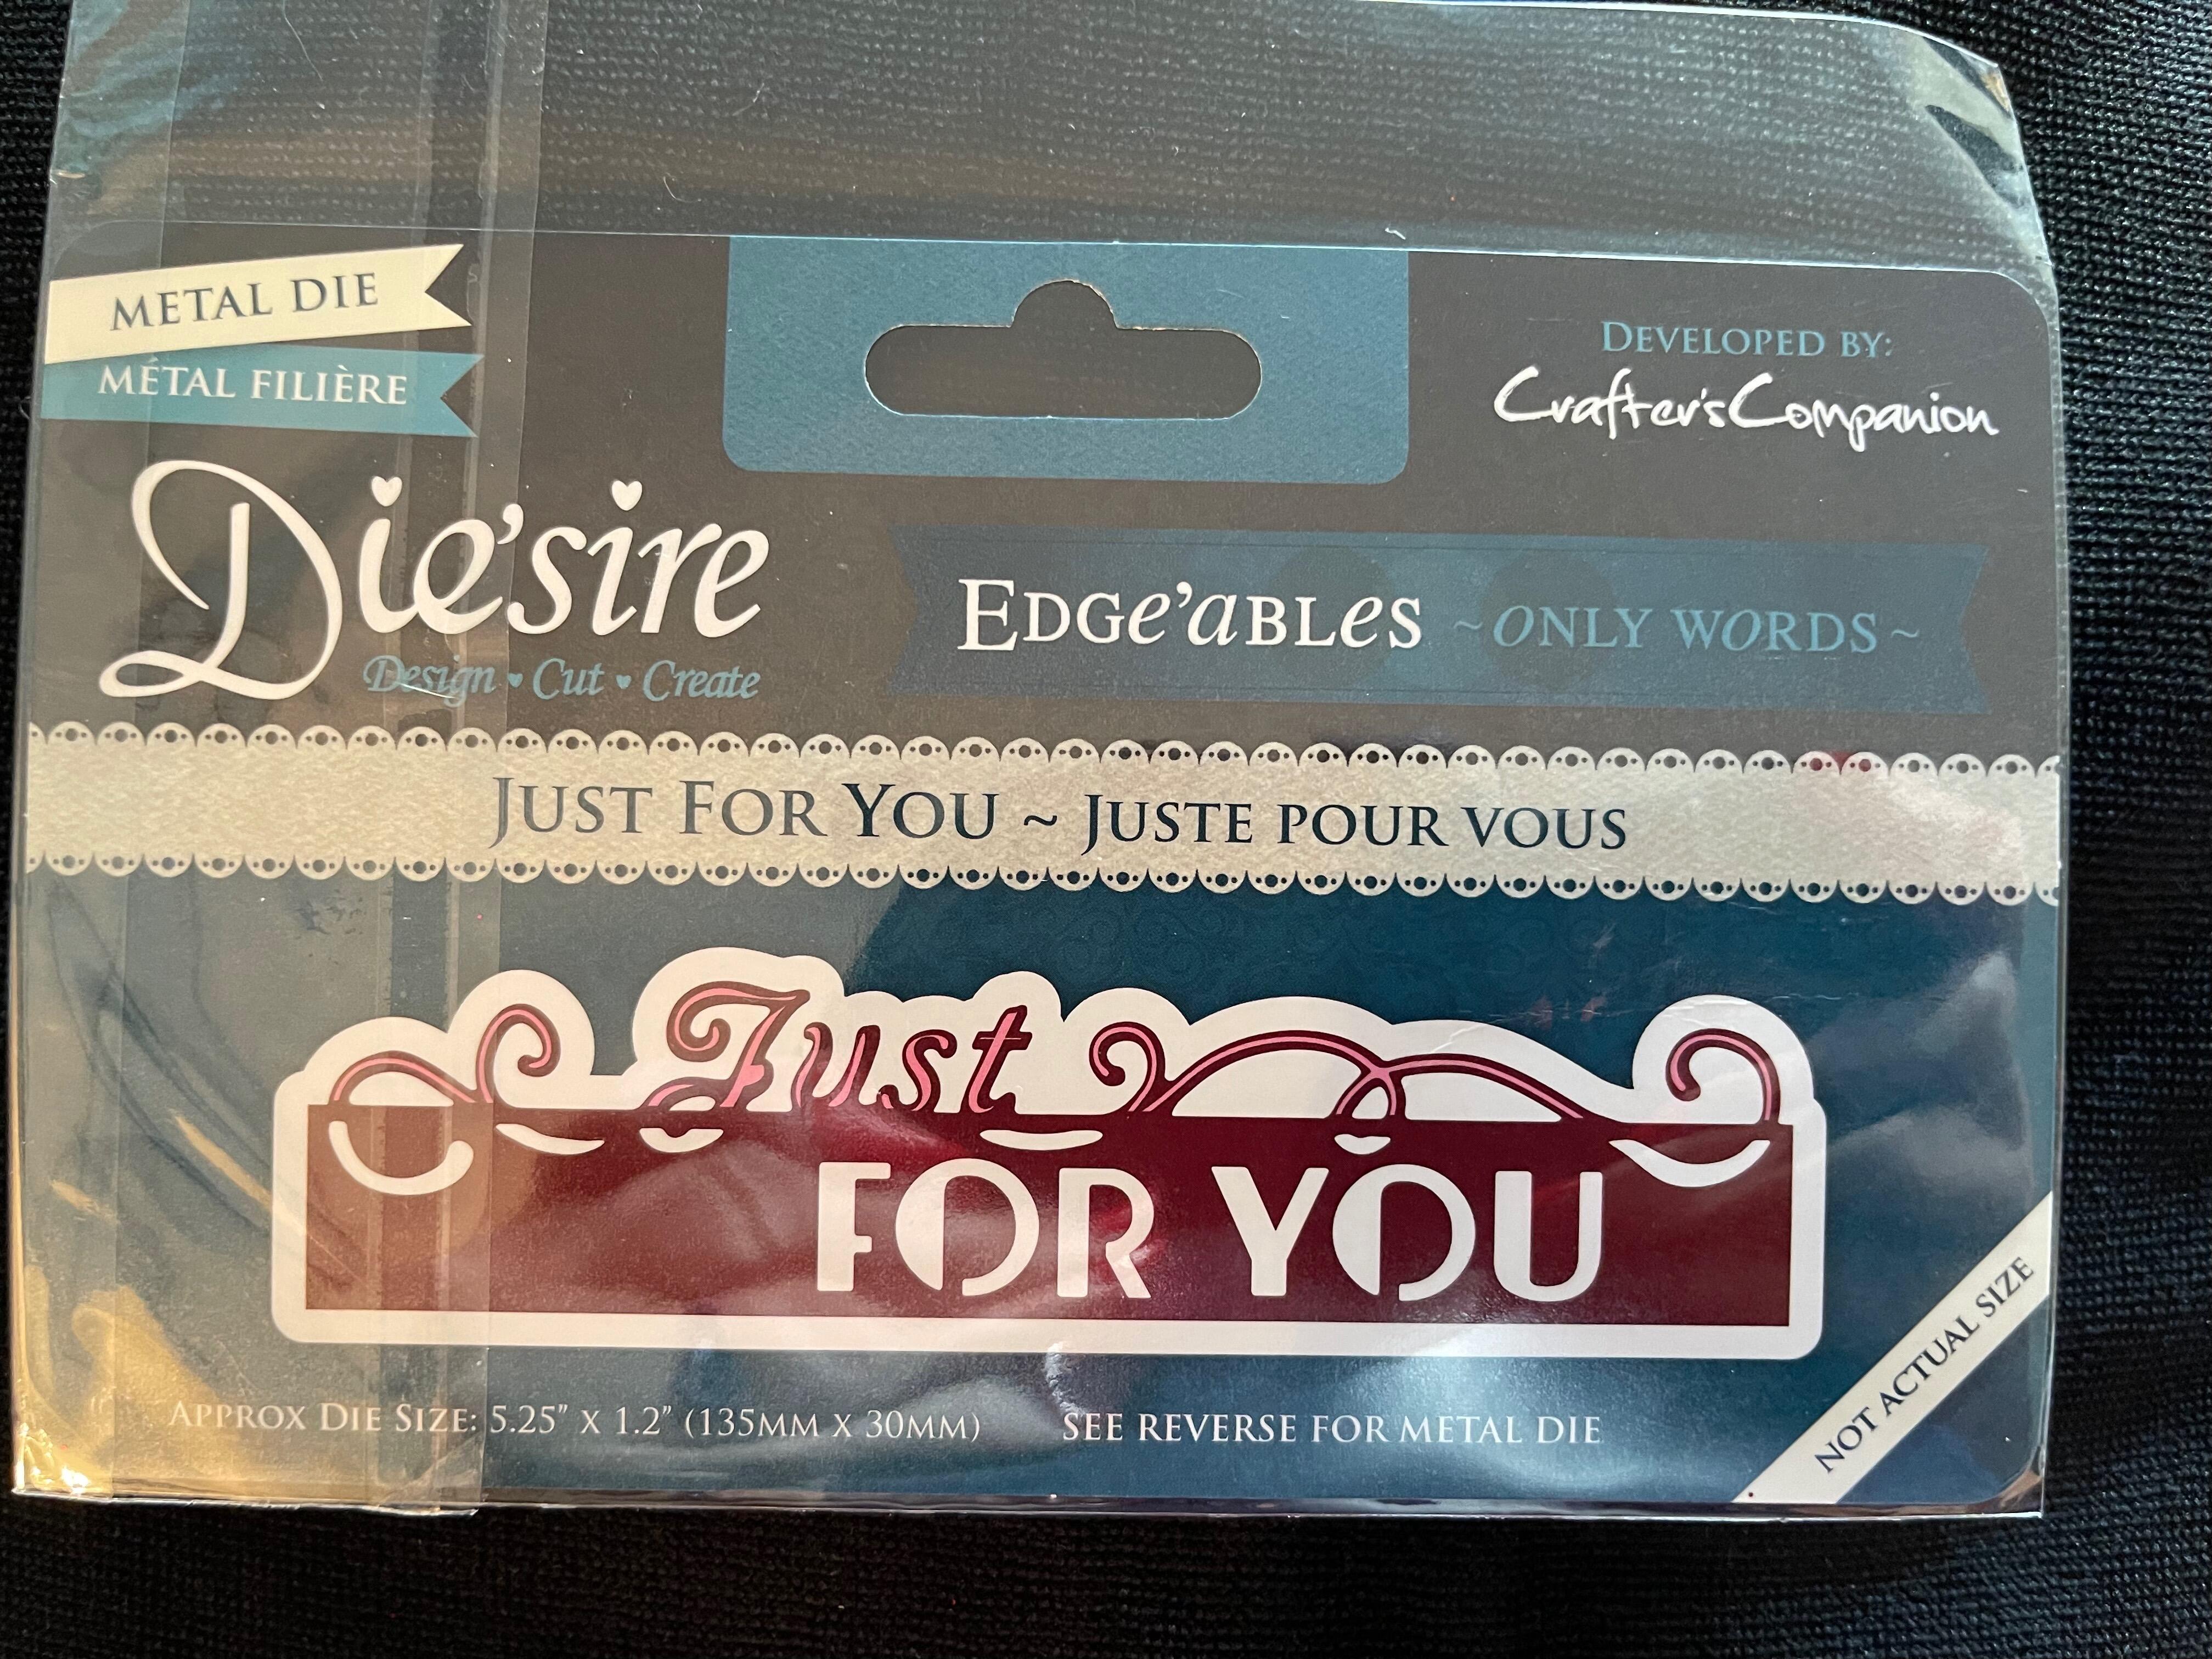 METAL DIE
MÉTAL FILIÈRE
DEVELOPED BY:
Crafter'sCompanion
Die'sire
Design • Cut • Create
EDGe'aBLeS ~ONLY WORDS~
JUST FOR YOU ~ JUSTE POUR VOUS
Just
FOR YOU
APPROX DIE SIZE: 5.25" X 1.2" (135MM X 30MM)
SEE REVERSE FOR METAL DIE
NOT ACTUAL SIZE